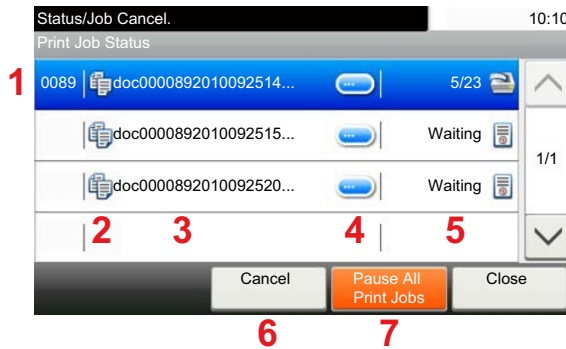 Status/Job Cancel. 10:10
Print Job Status
1 0089 doc0000892010092514... 5/23
doc0000892010092515... Waiting
1/1
doc0000892010092520... Waiting
2 3 4 5
Cancel Pause All Print Jobs Close
6 7